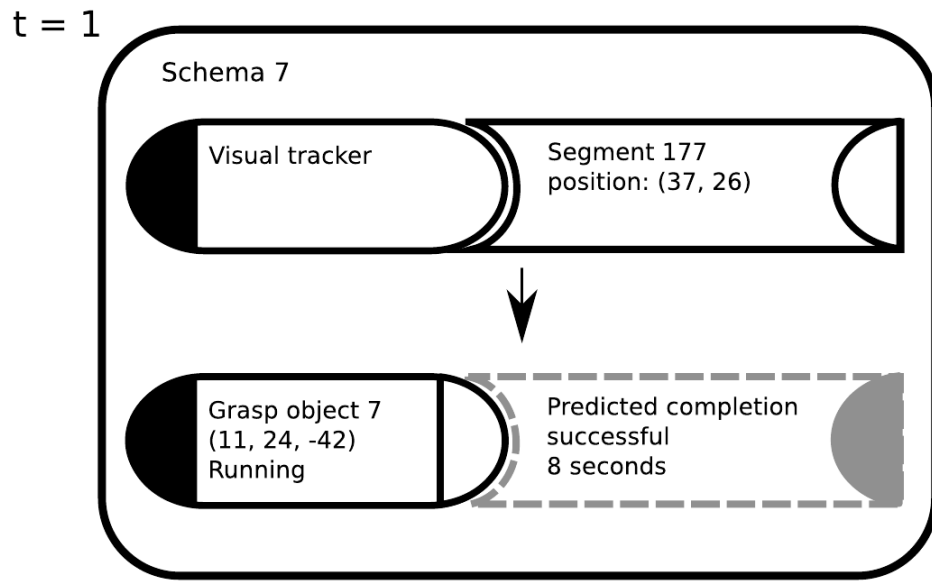 t = 1
Schema 7
Visual tracker
Segment 177
position: (37, 26)
Grasp object 7
(11, 24, -42)
Running
Predicted completion
successful
8 seconds